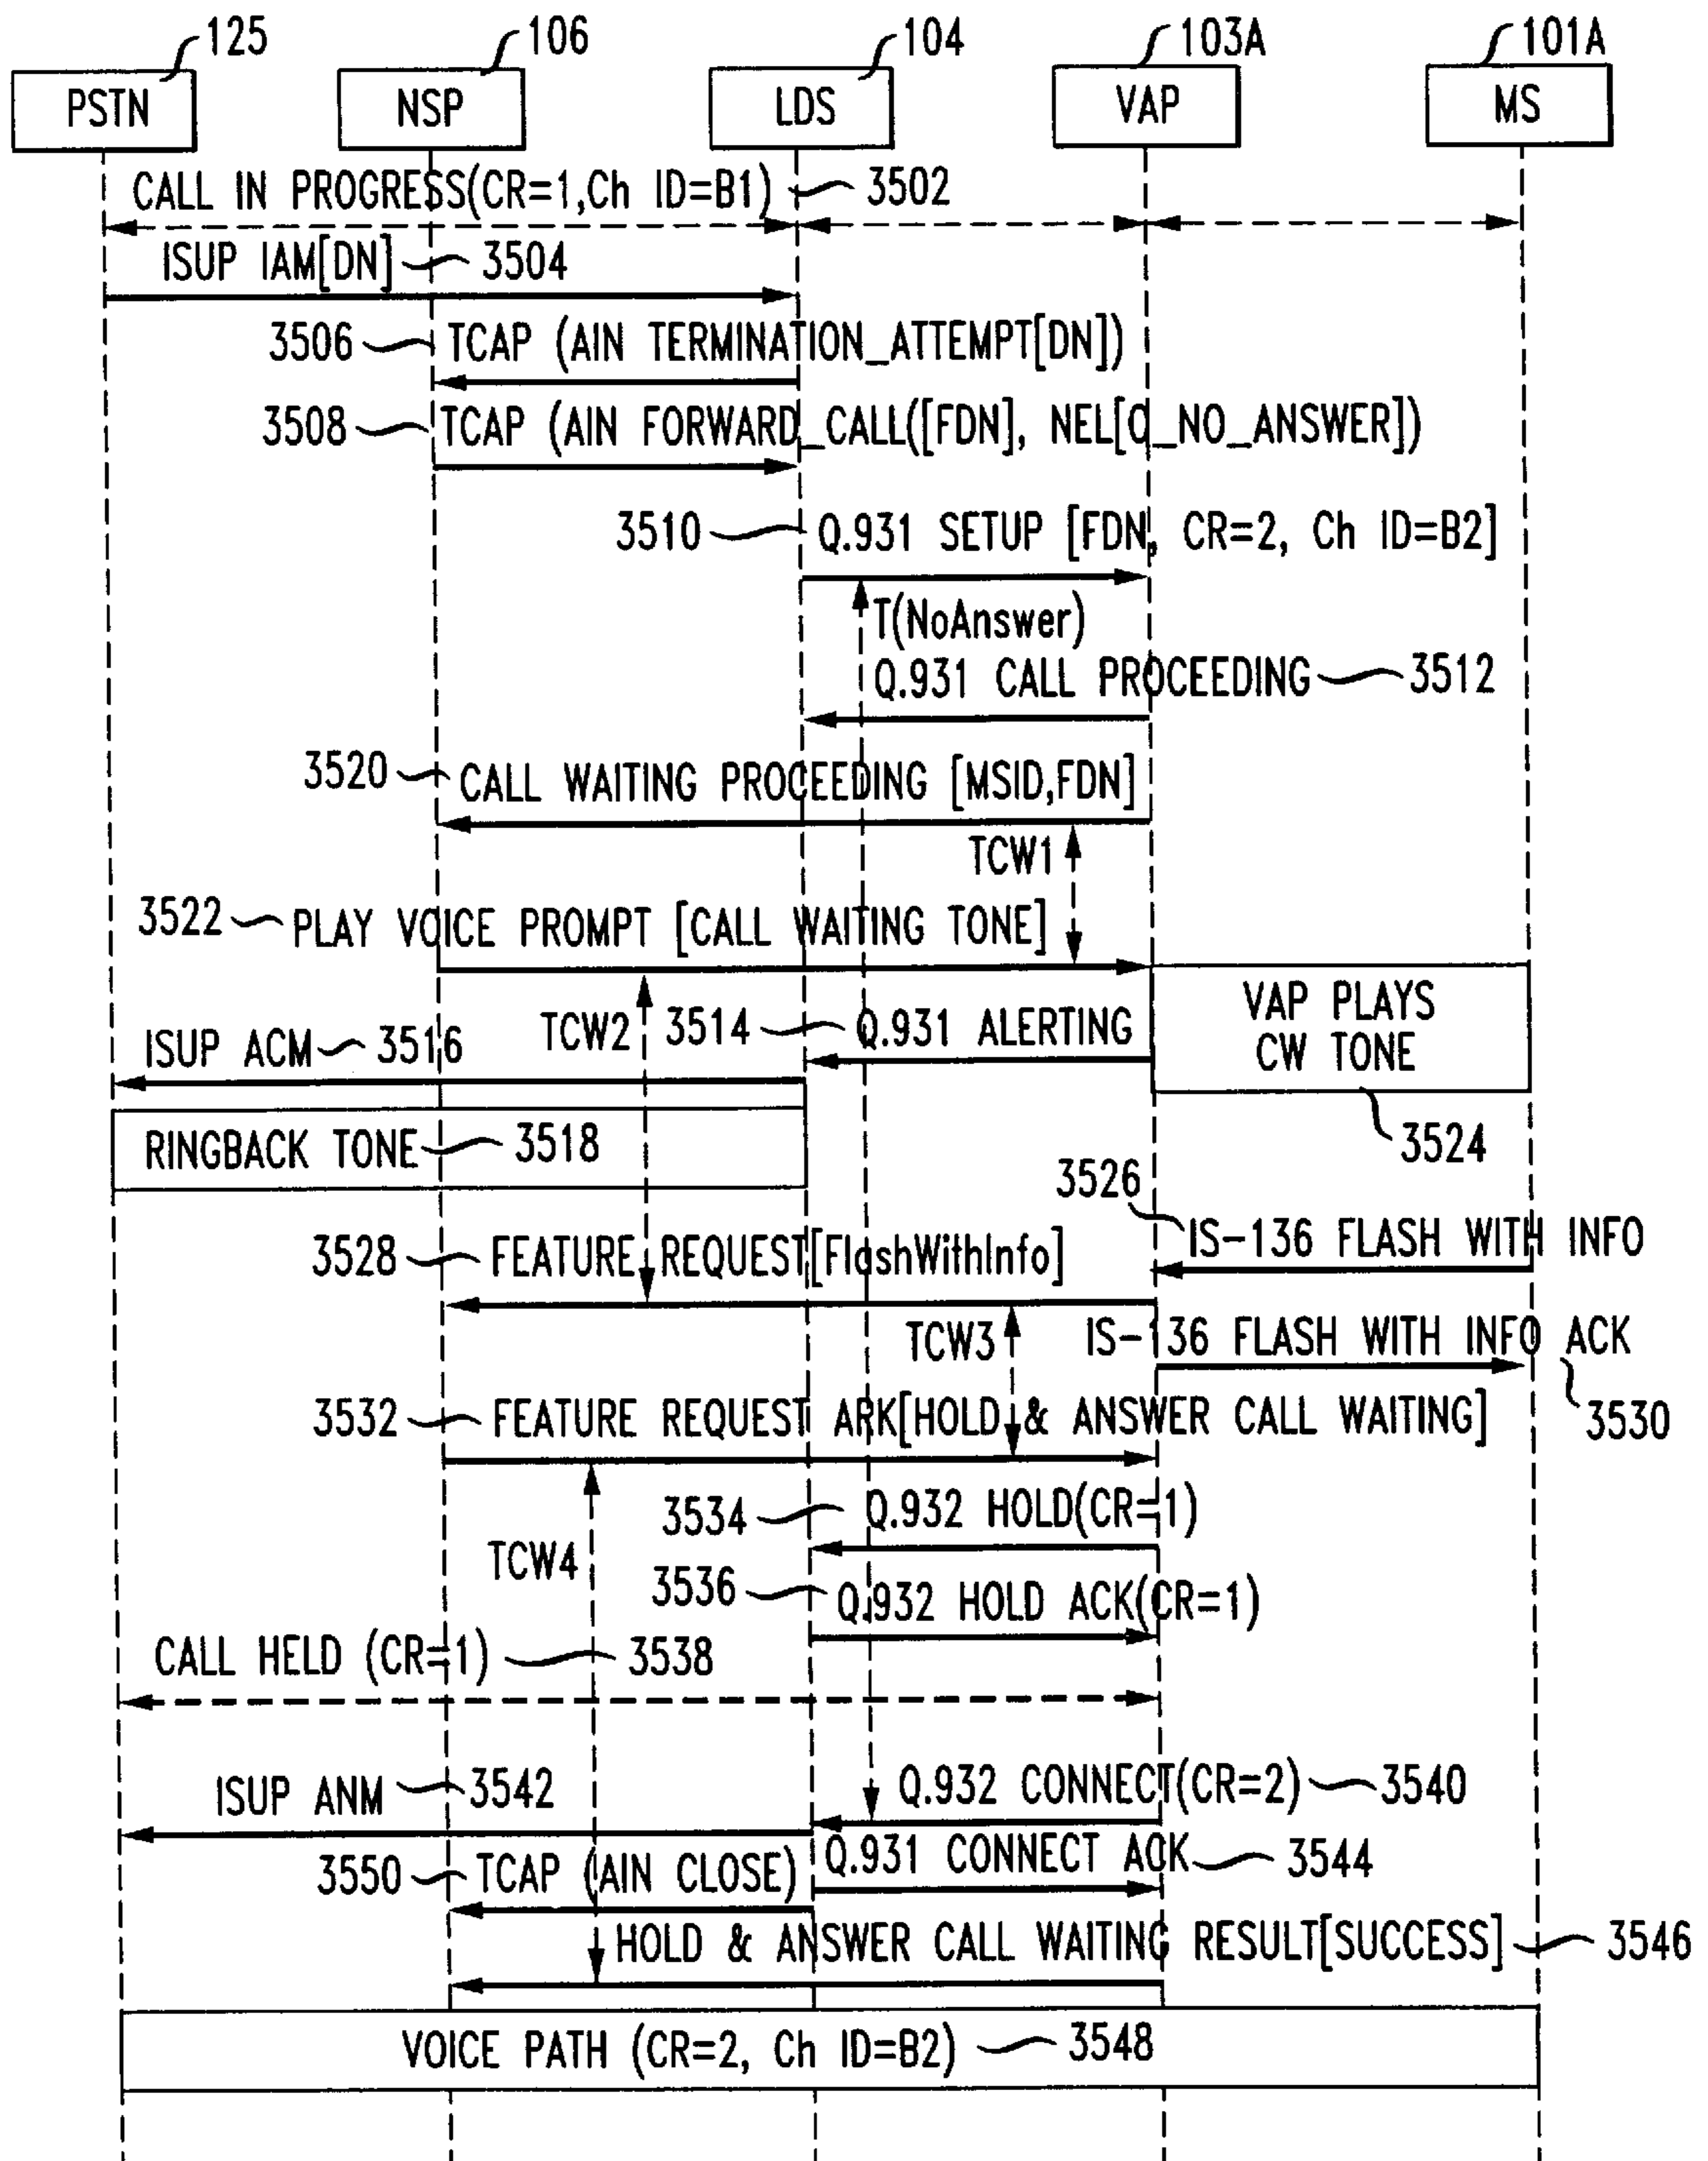 125 106 104 103A 101A
PSTN NSP LDS VAP MS
CALL IN PROGRESS(CR=1,Ch ID=B1) 3502
ISUP IAM[DN] 3504
3506 TCAP (AIN TERMINATION_ATTEMPT[DN])
3508 TCAP (AIN FORWARD_CALL([FDN], NEL[O_NO_ANSWER])
3510 Q.931 SETUP [FDN, CR=2, Ch ID=B2]
T(NoAnswer)
Q.931 CALL PROCEEDING 3512
3520 CALL WAITING PROCEEDING [MSID,FDN]
TCW1
3522 PLAY VOICE PROMPT [CALL WAITING TONE]
VAP PLAYS
CW TONE
3524
TCW2 3514 Q.931 ALERTING
ISUP ACM 3516
RINGBACK TONE 3518
3526
IS-136 FLASH WITH INFO
3528 FEATURE REQUEST[FlashWithInfo]
TCW3 IS-136 FLASH WITH INFO ACK
3530
3532 FEATURE REQUEST ARK[HOLD & ANSWER CALL WAITING]
3534 Q.932 HOLD(CR=1)
TCW4
3536 Q.932 HOLD ACK(CR=1)
CALL HELD (CR=1) 3538
Q.932 CONNECT(CR=2) 3540
ISUP ANM 3542
Q.931 CONNECT ACK 3544
3550 TCAP (AIN CLOSE)
HOLD & ANSWER CALL WAITING RESULT[SUCCESS] 3546
VOICE PATH (CR=2, Ch ID=B2) 3548